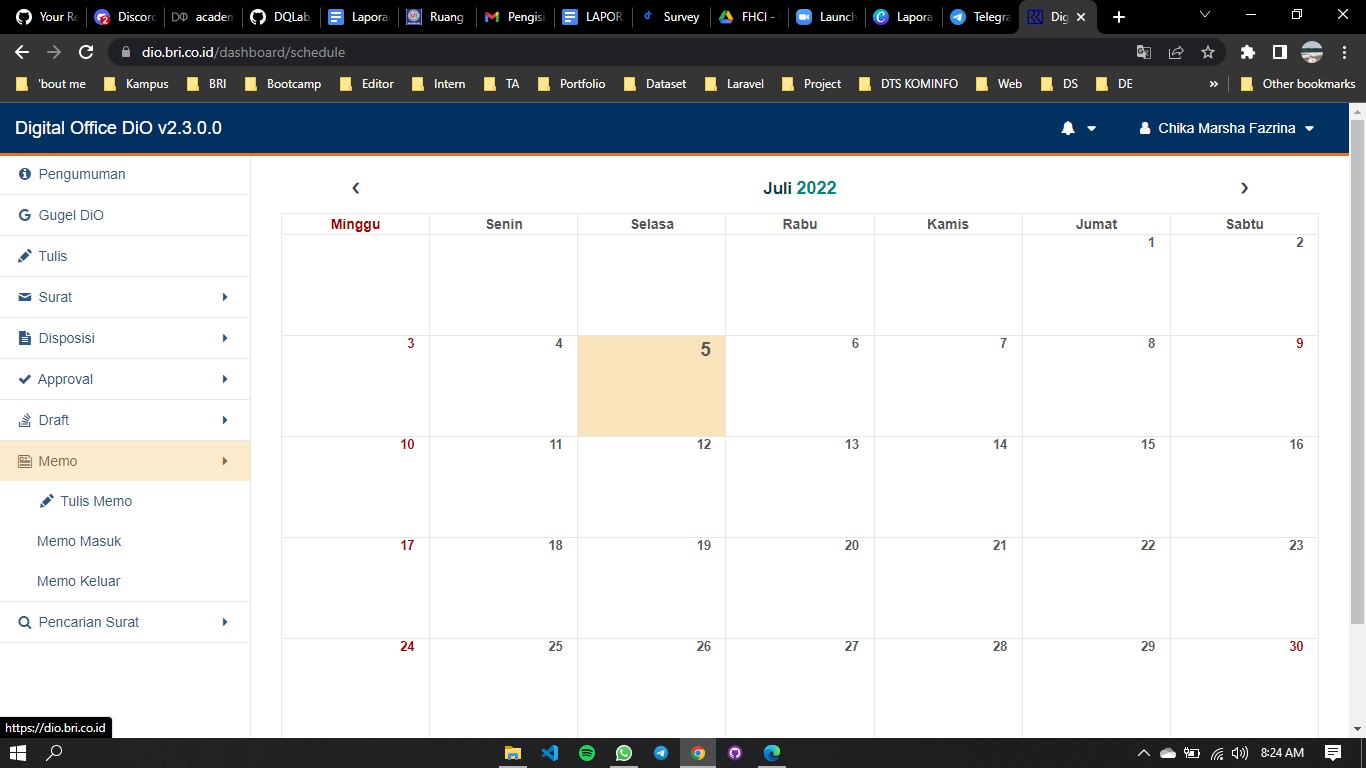 Your Re
Discord
DΦ academ
DQLab
Lapora
Ruang
Pengisi
LAPOR
Survey
FHCI -
Launch
Lapora
Telegra
Dig
dio.bri.co.id/dashboard/schedule
'bout me Kampus BRI Bootcamp Editor Intern TA Portfolio Dataset Laravel Project DTS KOMINFO Web DS DE » Other bookmarks
Digital Office DiO v2.3.0.0
Chika Marsha Fazrina
Pengumuman
Gugel DiO
Tulis
Surat
Disposisi
Approval
Draft
Memo
Tulis Memo
Memo Masuk
Memo Keluar
Pencarian Surat
Juli 2022
Minggu Senin Selasa Rabu Kamis Jumat Sabtu
1 2
3 4 5 6 7 8 9
10 11 12 13 14 15 16
17 18 19 20 21 22 23
24 25 26 27 28 29 30
https://dio.bri.co.id
8:24 AM